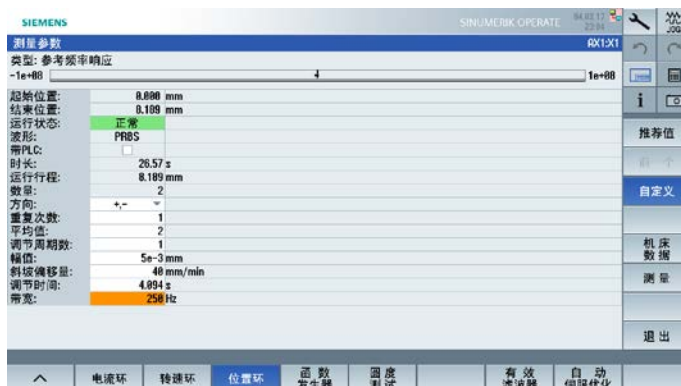 SIEMENS
SINUMERIK OPERATE
23:04
JOG
测量参数
AX1:X1
类型: 参考频率响应
-1e+08
1e+08
起始位置: 0.000 mm
结束位置: 0.109 mm
运行状态: 正常
波形: PRBS
带PLC:
时长: 26.57 s
运行行程: 0.109 mm
数量: 2
方向: +,-
重复次数: 1
平均值: 2
调节周期数: 1
幅值: 5e-3 mm
斜坡偏移量: 40 mm/min
调节时间: 4.094 s
带宽: 250 Hz
推荐值
前一个
自定义
机床
数据
测量
退出
电流环
转速环
位置环
函数
发生器
圆度
测试
有效
滤波器
自动
伺服优化